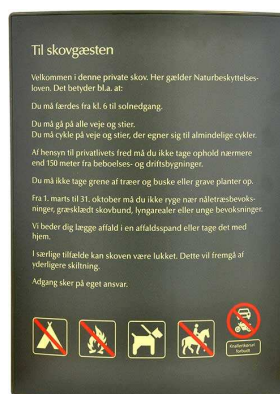 Til skovgæsten
Velkommen i denne private skov. Her gælder Naturbeskyttelses-
loven. Det betyder bl.a. at:
Du må færdes fra kl. 6 til solnedgang.
Du må gå på alle veje og stier.
Du må cykle på veje og stier, der egner sig til almindelige cykler.
Af hensyn til privatlivets fred må du ikke tage ophold nærmere
end 150 meter fra beboelses- og driftsbygninger.
Du må ikke tage grene af træer og buske eller grave planter op.
Fra 1. marts til 31. oktober må du ikke ryge nær nåletræsbevoks-
ninger, græsklædt skovbund, lyngarealer eller unge bevoksninger.
Vi beder dig lægge affald i en affaldsspand eller tage det med
hjem.
I særlige tilfælde kan skoven være lukket. Dette vil fremgå af
yderligere skiltning.
Adgang sker på eget ansvar.
Knallertkørsel
forbudt